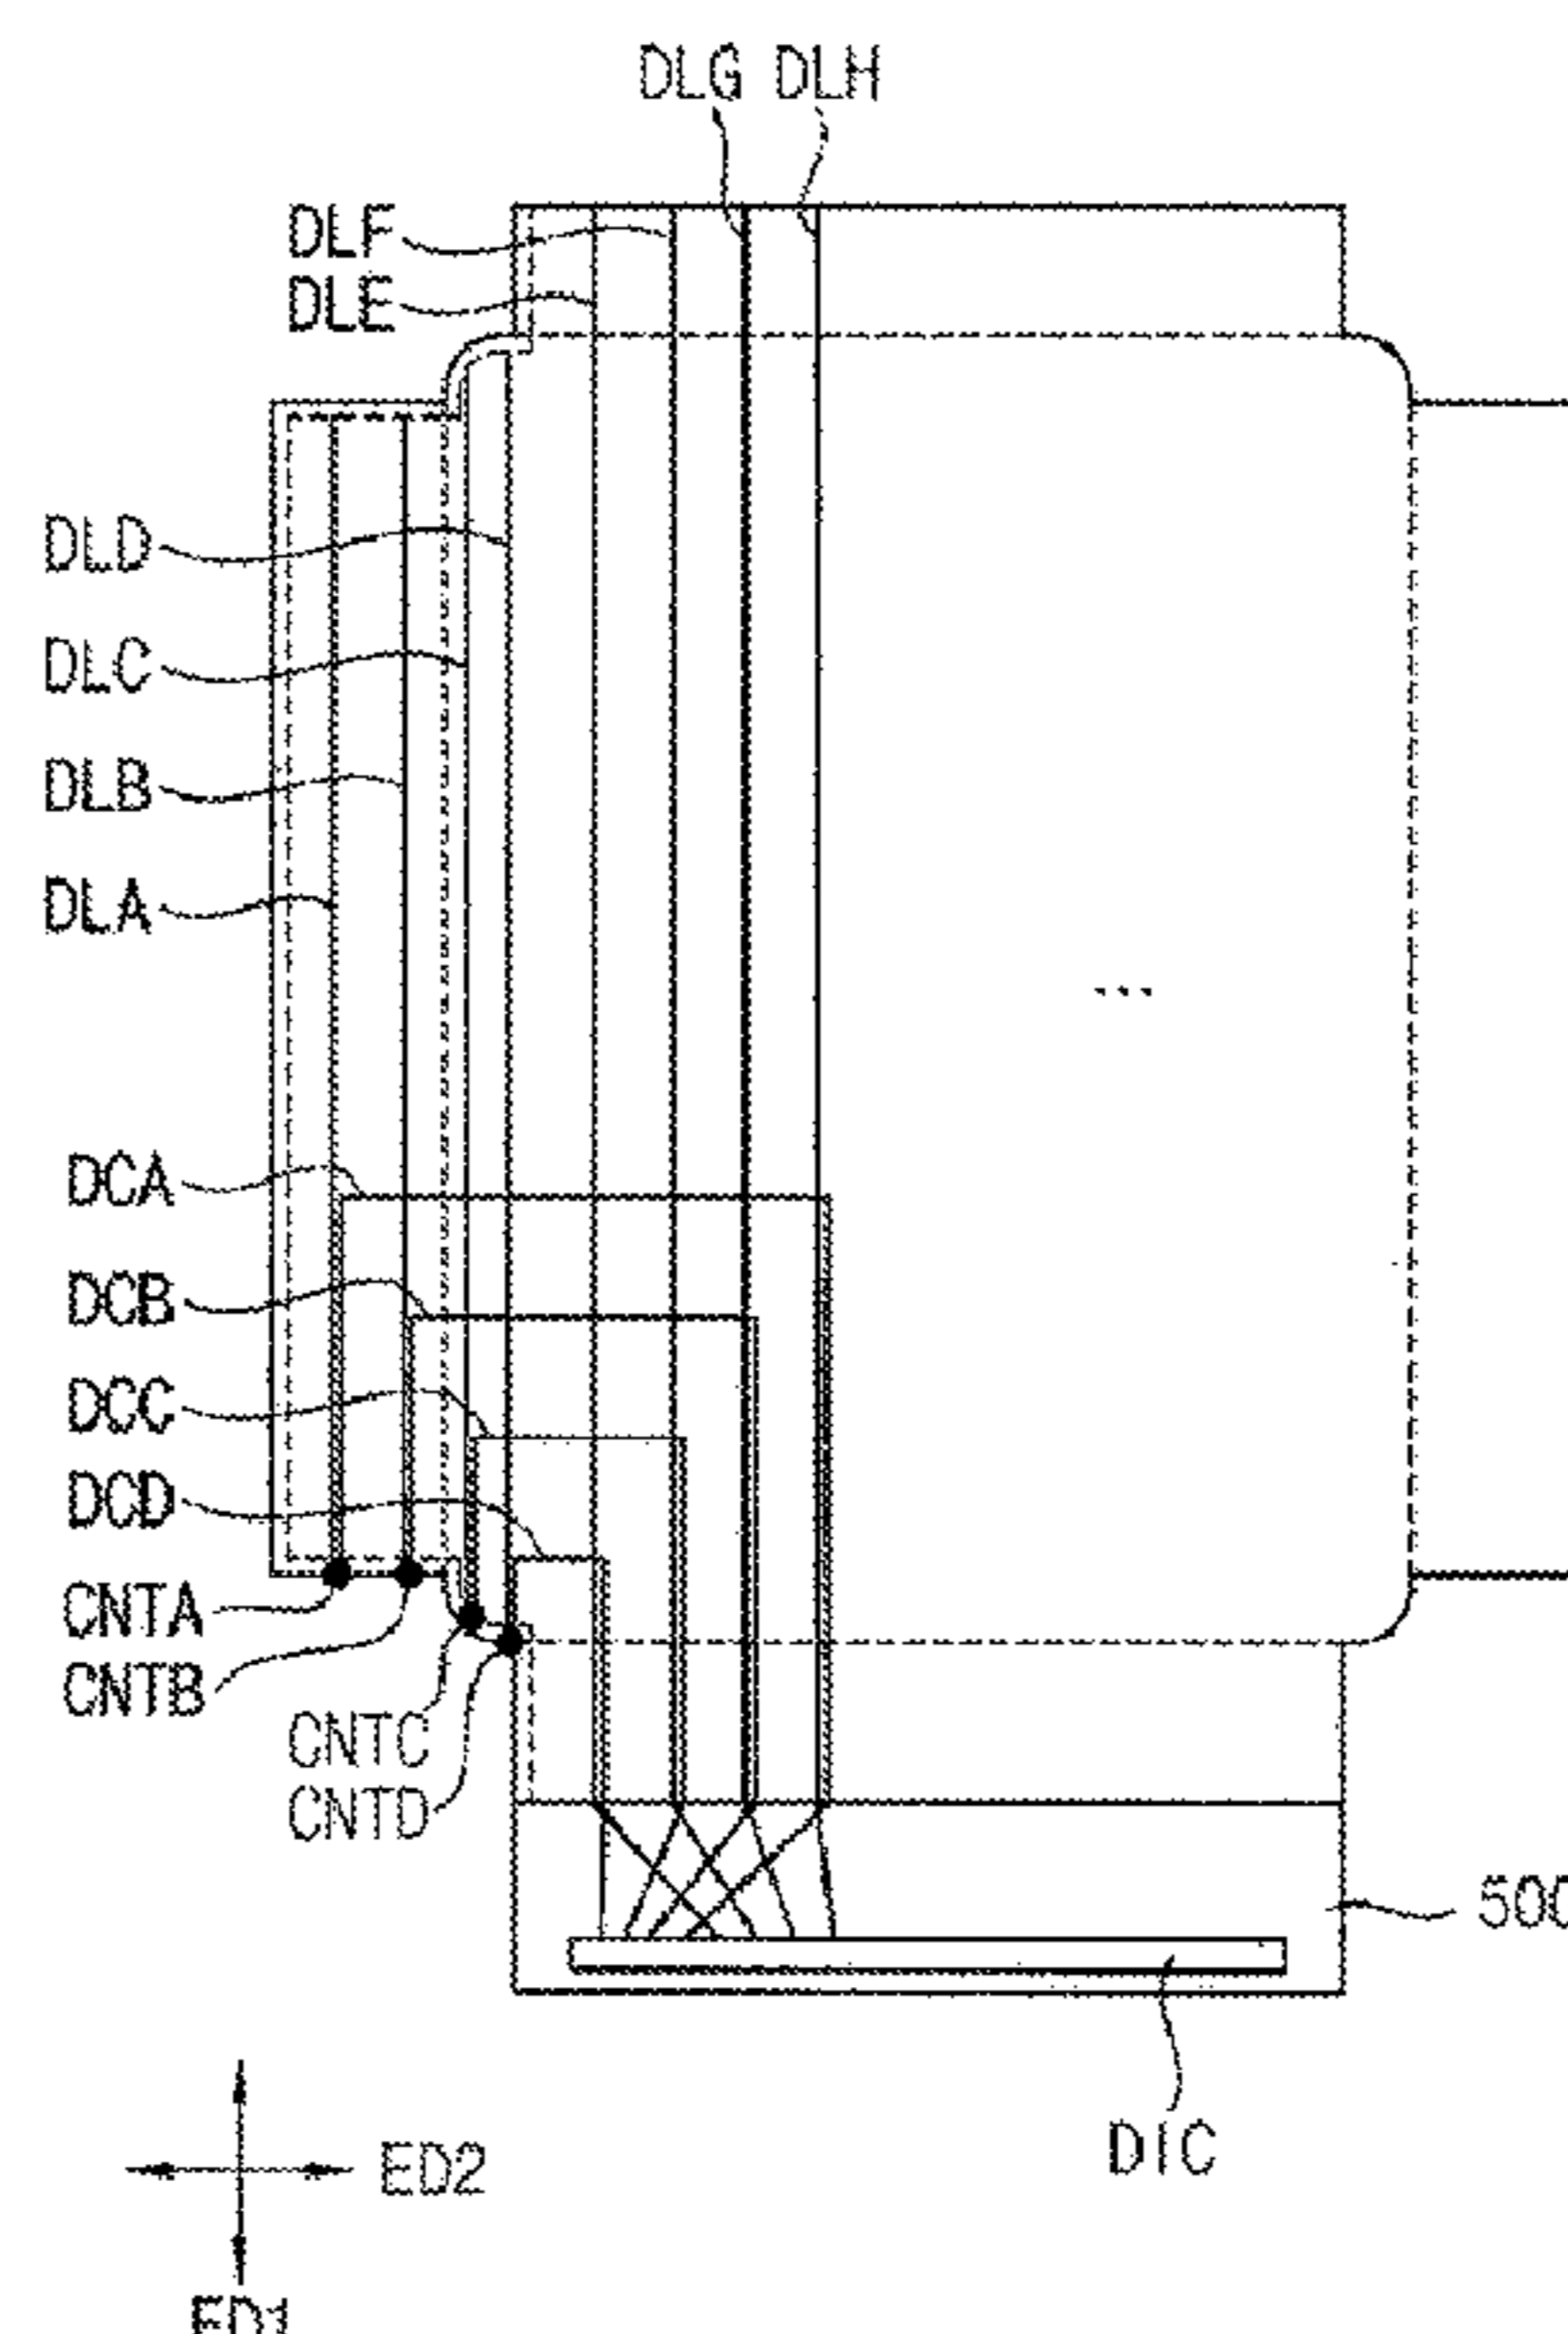 DLG DLH
DLF
DLE
DLD
DLC
DLB
DLA
...
DCA
DCB
DCC
DCD
CNTA
CNTB
CNTC
CNTD
500
DIC
ED2
ED1